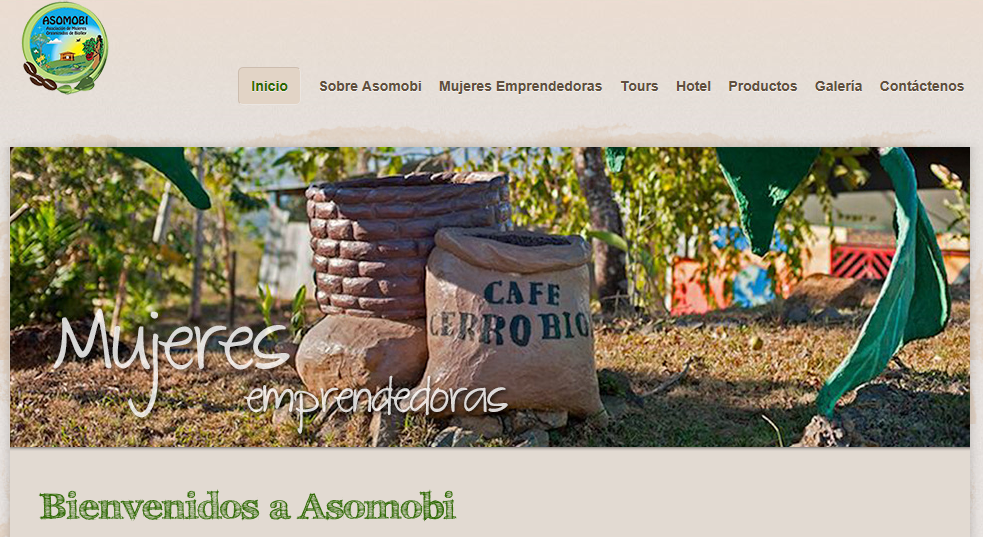 ASOMOBI
Asociación de Mujeres
Organizadas de Biolley
Inicio
Sobre Asomobi
Mujeres Emprendedoras
Tours
Hotel
Productos
Galería
Contáctenos
CAFE
CERRO BIO
Mujeres
emprendedoras
Bienvenidos a Asomobi